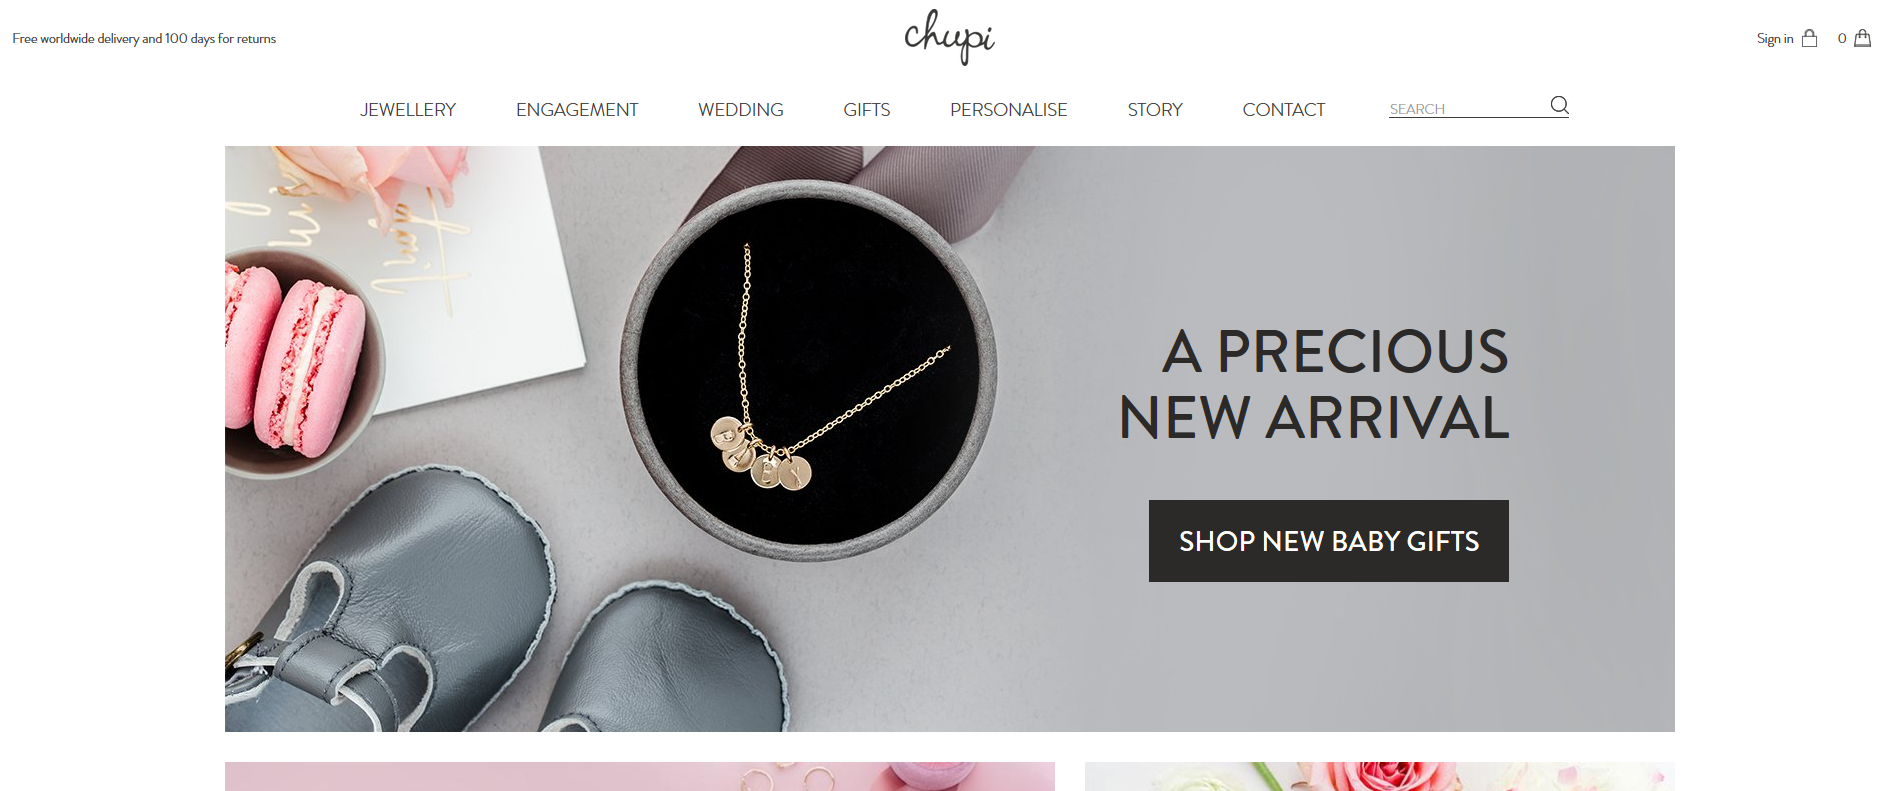 Free worldwide delivery and 100 days for returns
chupi
Sign in
0
JEWELLERY
ENGAGEMENT
WEDDING
GIFTS
PERSONALISE
STORY
CONTACT
SEARCH
A PRECIOUS
NEW ARRIVAL
SHOP NEW BABY GIFTS
B
Y